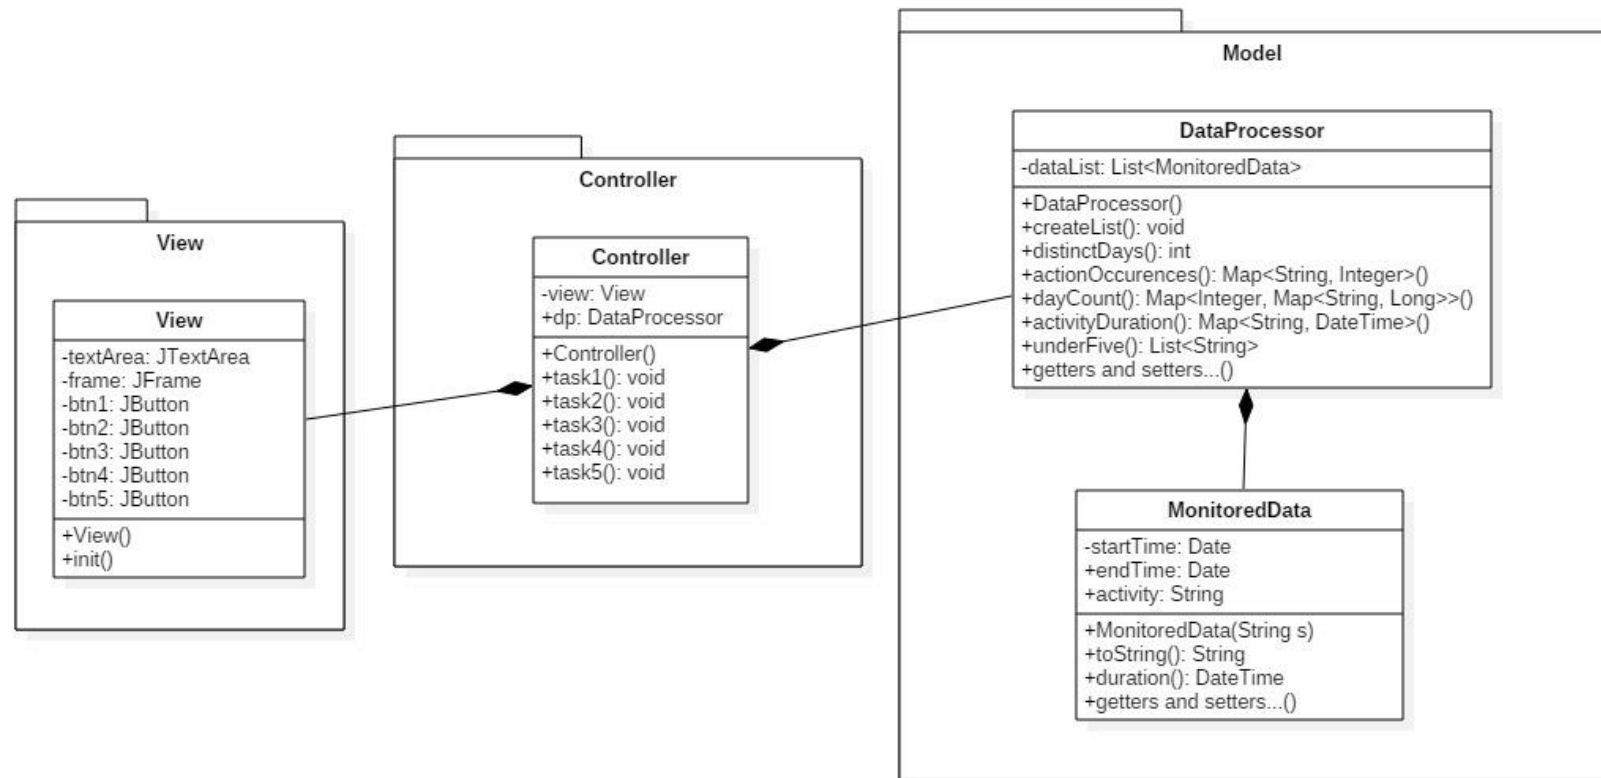 View
View
-textArea: JTextArea
-frame: JFrame
-btn1: JButton
-btn2: JButton
-btn3: JButton
-btn4: JButton
-btn5: JButton
+View()
+init()
Controller
Controller
-view: View
+dp: DataProcessor
+Controller()
+task1(): void
+task2(): void
+task3(): void
+task4(): void
+task5(): void
Model
DataProcessor
-dataList: List<MonitoredData>
+DataProcessor()
+createList(): void
+distinctDays(): int
+actionOccurences(): Map<String, Integer>()
+dayCount(): Map<Integer, Map<String, Long>>()
+activityDuration(): Map<String, DateTime>()
+underFive(): List<String>
+getters and setters...()
MonitoredData
-startTime: Date
+endTime: Date
+activity: String
+MonitoredData(String s)
+toString(): String
+duration(): DateTime
+getters and setters...()